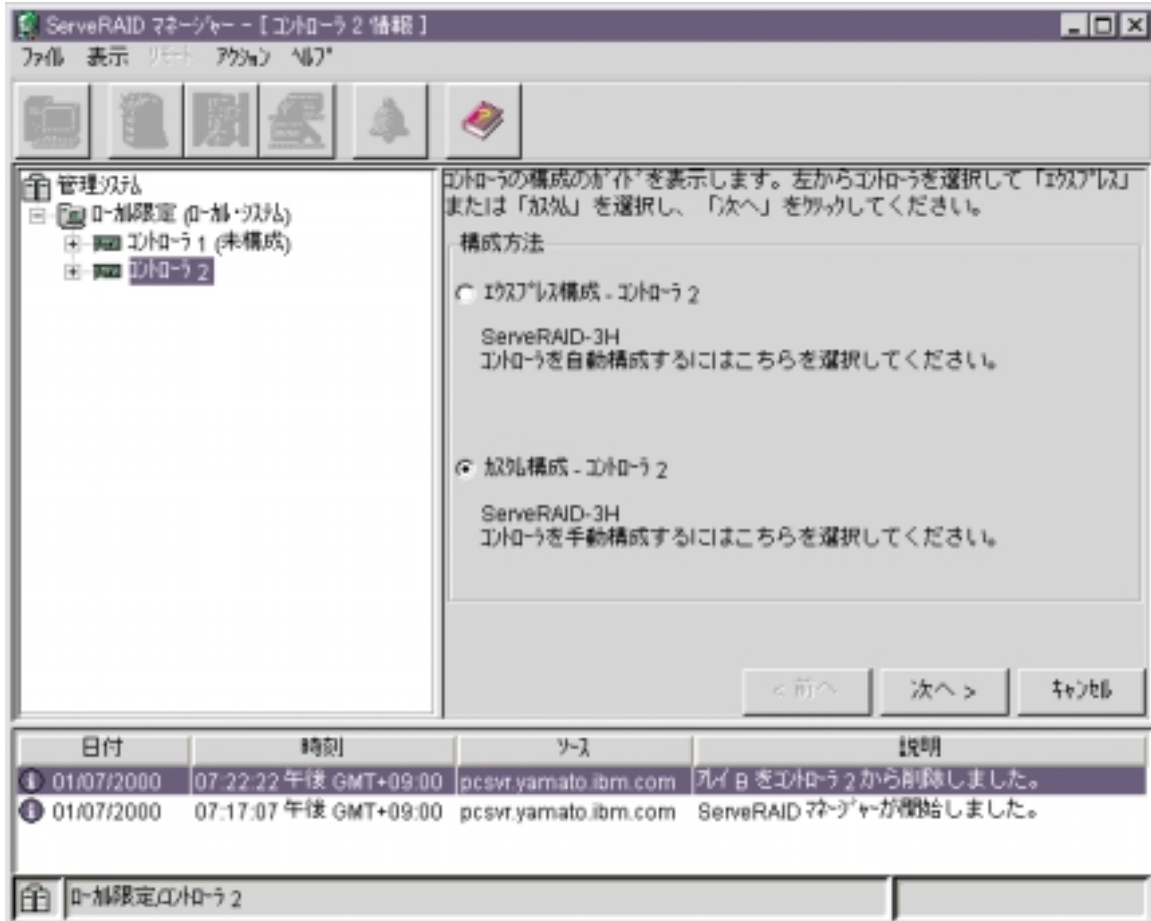 ServeRAID マネージャー - [ コントローラ 2 情報 ]
ファイル 表示 リモート アクション ヘルプ
管理システム
ローカル限定 (ローカル・システム)
コントローラ 1 (未構成)
コントローラ 2
コントローラの構成のガイドを表示します。左からコントローラを選択して「エクスプレス」
または「カスタム」を選択し、「次へ」をクリックしてください。
構成方法
エクスプレス構成 - コントローラ 2
ServeRAID-3H
コントローラを自動構成するにはこちらを選択してください。
カスタム構成 - コントローラ 2
ServeRAID-3H
コントローラを手動構成するにはこちらを選択してください。
< 前へ 次へ > キャンセル
日付 時刻 ソース 説明
01/07/2000 07:22:22 午後 GMT+09:00 pcsvr.yamato.ibm.com アレイ B をコントローラ 2 から削除しました。
01/07/2000 07:17:07 午後 GMT+09:00 pcsvr.yamato.ibm.com ServeRAID マネージャーが開始しました。
ローカル限定/コントローラ 2